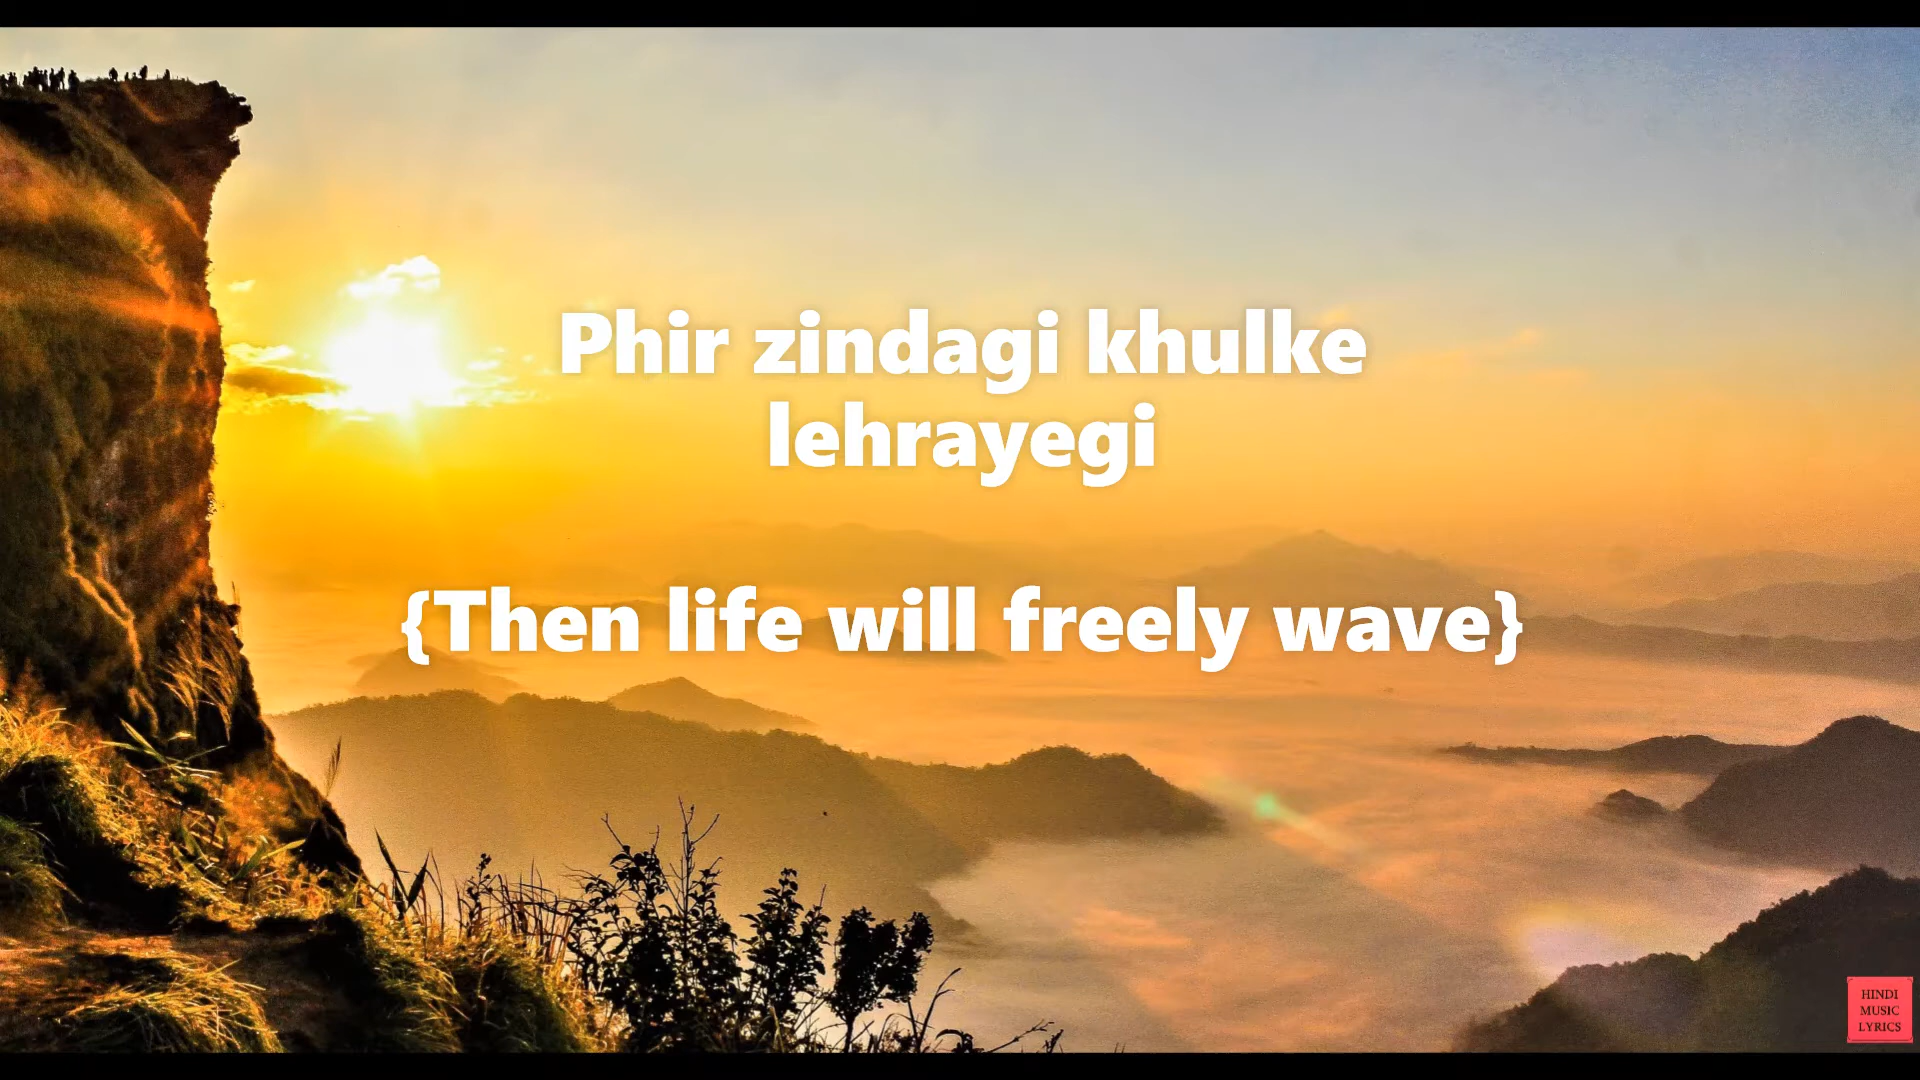 Phir zindagi khulke
lehrayegi
{Then life will freely wave}
HINDI
MUSIC
LYRICS